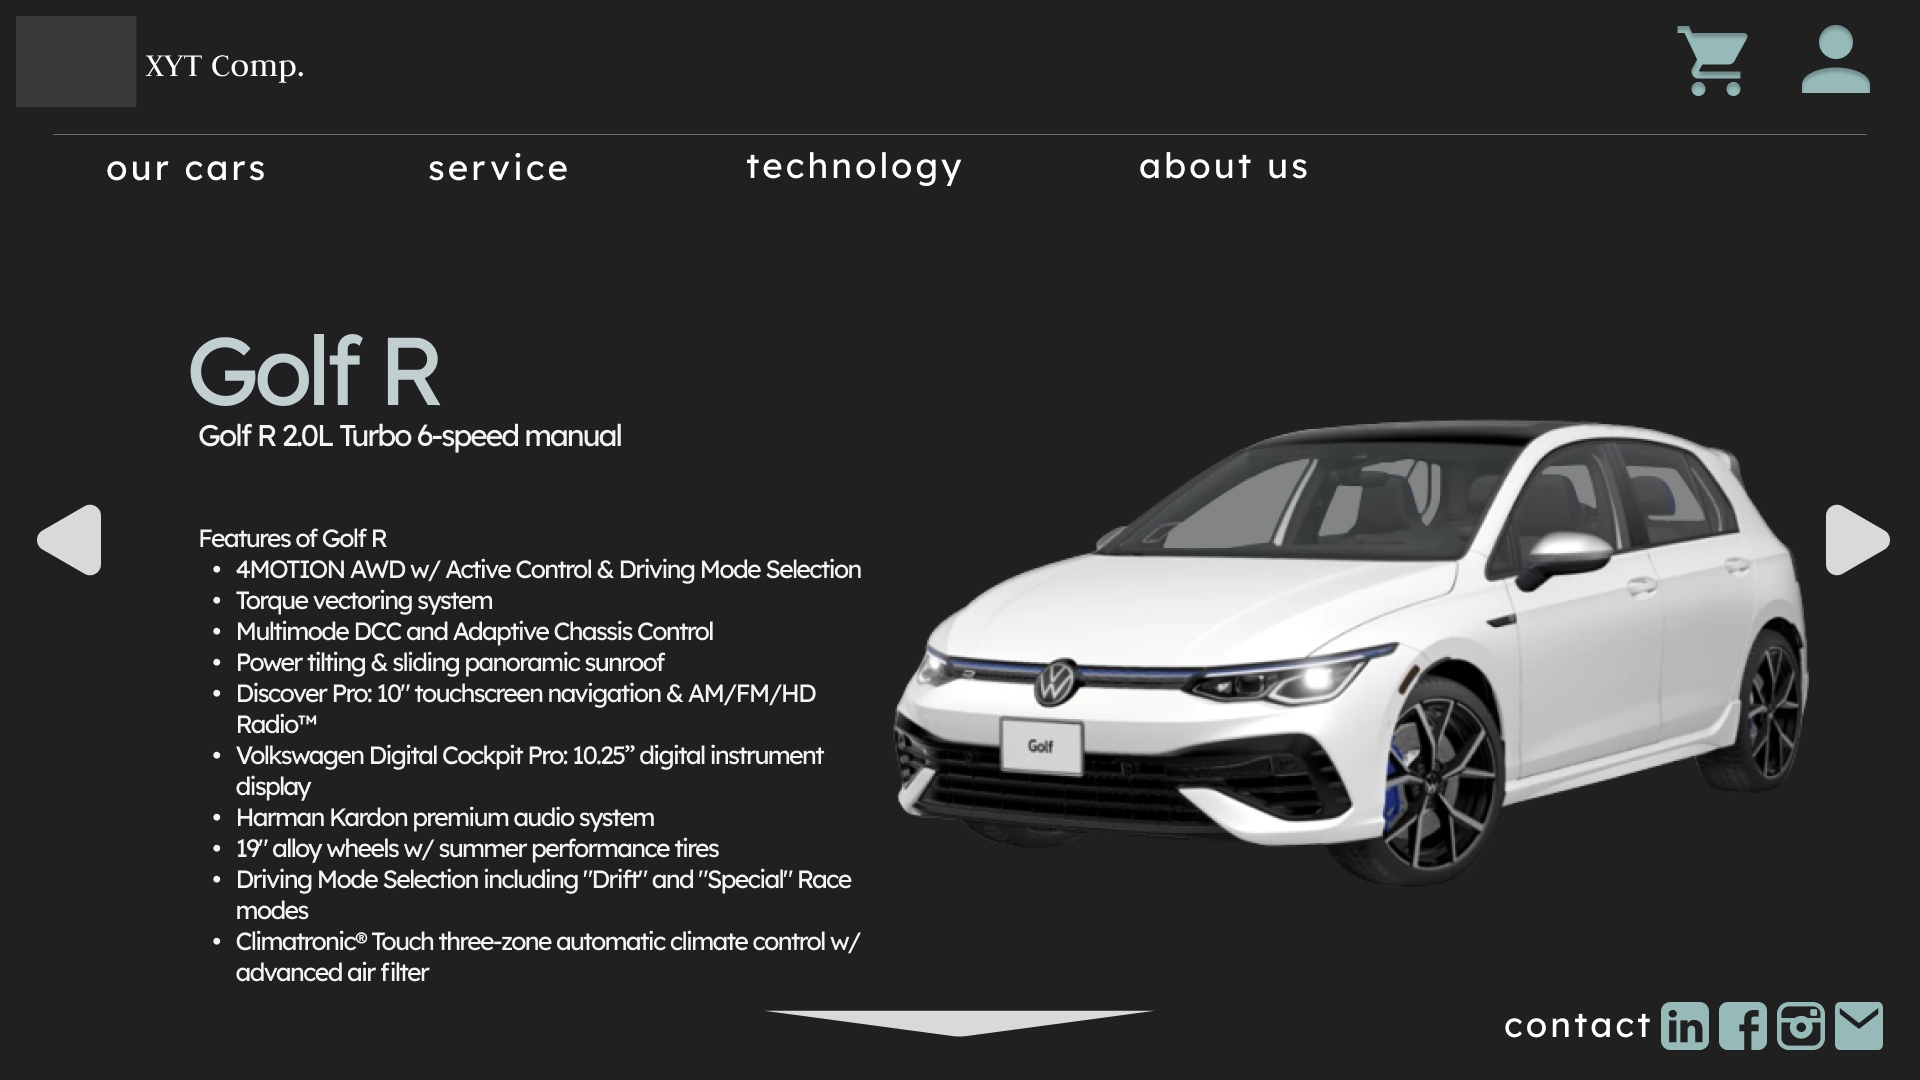 XYT Comp.
our cars
service
technology
about us
Golf R
Golf R 2.0L Turbo 6-speed manual
Features of Golf R
• 4MOTION AWD w/ Active Control & Driving Mode Selection
• Torque vectoring system
• Multimode DCC and Adaptive Chassis Control
• Power tilting & sliding panoramic sunroof
• Discover Pro: 10" touchscreen navigation & AM/FM/HD
Radio™
• Volkswagen Digital Cockpit Pro: 10.25” digital instrument
display
• Harman Kardon premium audio system
• 19" alloy wheels w/ summer performance tires
• Driving Mode Selection including "Drift" and "Special" Race
modes
• Climatronic® Touch three-zone automatic climate control w/
advanced air filter
Golf
contact